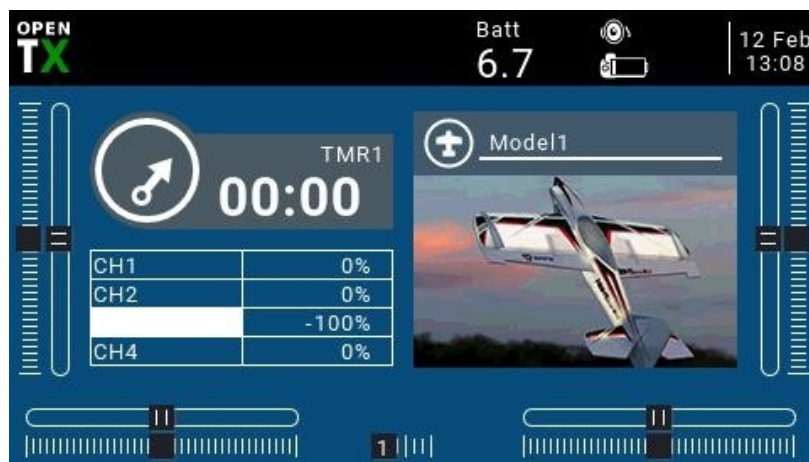 OPEN
TX
Batt
6.7
12 Feb
13:08
TMR1
00:00
Model1
CH1 0%
CH2 0%
-100%
CH4 0%
1